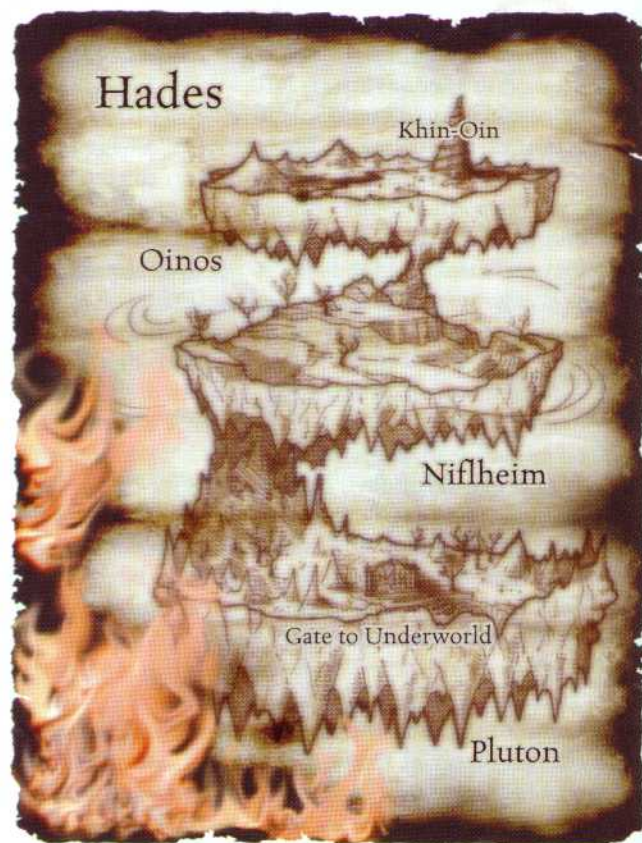 Hades
Khin-Oin
Oinos
Niflheim
Gate to Underworld
Pluton